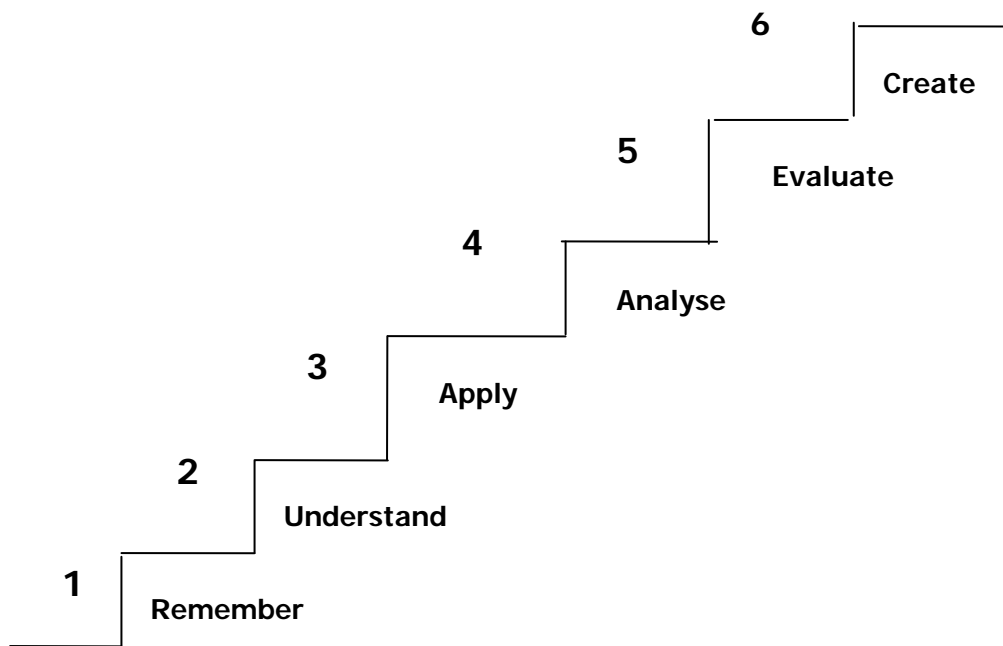 6
Create
5
Evaluate
4
Analyse
3
Apply
2
Understand
1
Remember